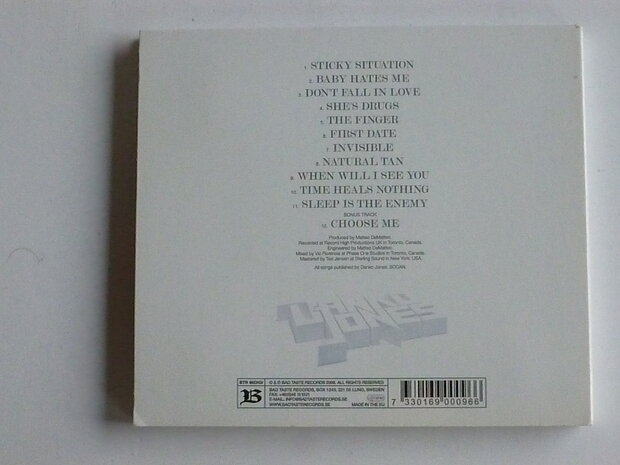 1. STICKY SITUATION
2. BABY HATES ME
3. DON'T FALL IN LOVE
4. SHE'S DRUGS
5. THE FINGER
6. FIRST DATE
7. INVISIBLE
8. NATURAL TAN
9. WHEN WILL I SEE YOU
10. TIME HEALS NOTHING
11. SLEEP IS THE ENEMY
BONUS TRACK
12. CHOOSE ME
Produced by Matteo DeMatteo.
Recorded at Record High Productions UK in Toronto, Canada.
Engineered by Matteo DeMatteo.
Mixed by Vic Florencia at Phase One Studios in Toronto, Canada.
Mastered by Ted Jensen at Sterling Sound in New York, USA.
All songs published by Danko Jones, SOCAN.
DANKO
JONES
B
© & ℗ BAD TASTE RECORDS 2006. ALL RIGHTS RESERVED
BAD TASTE RECORDS, BOX 1243, 221 05 LUND, SWEDEN
E-MAIL: INFO@BADTASTERECORDS.SE
WWW.BADTASTERECORDS.SE
MADE IN THE EU
7 330169 000966